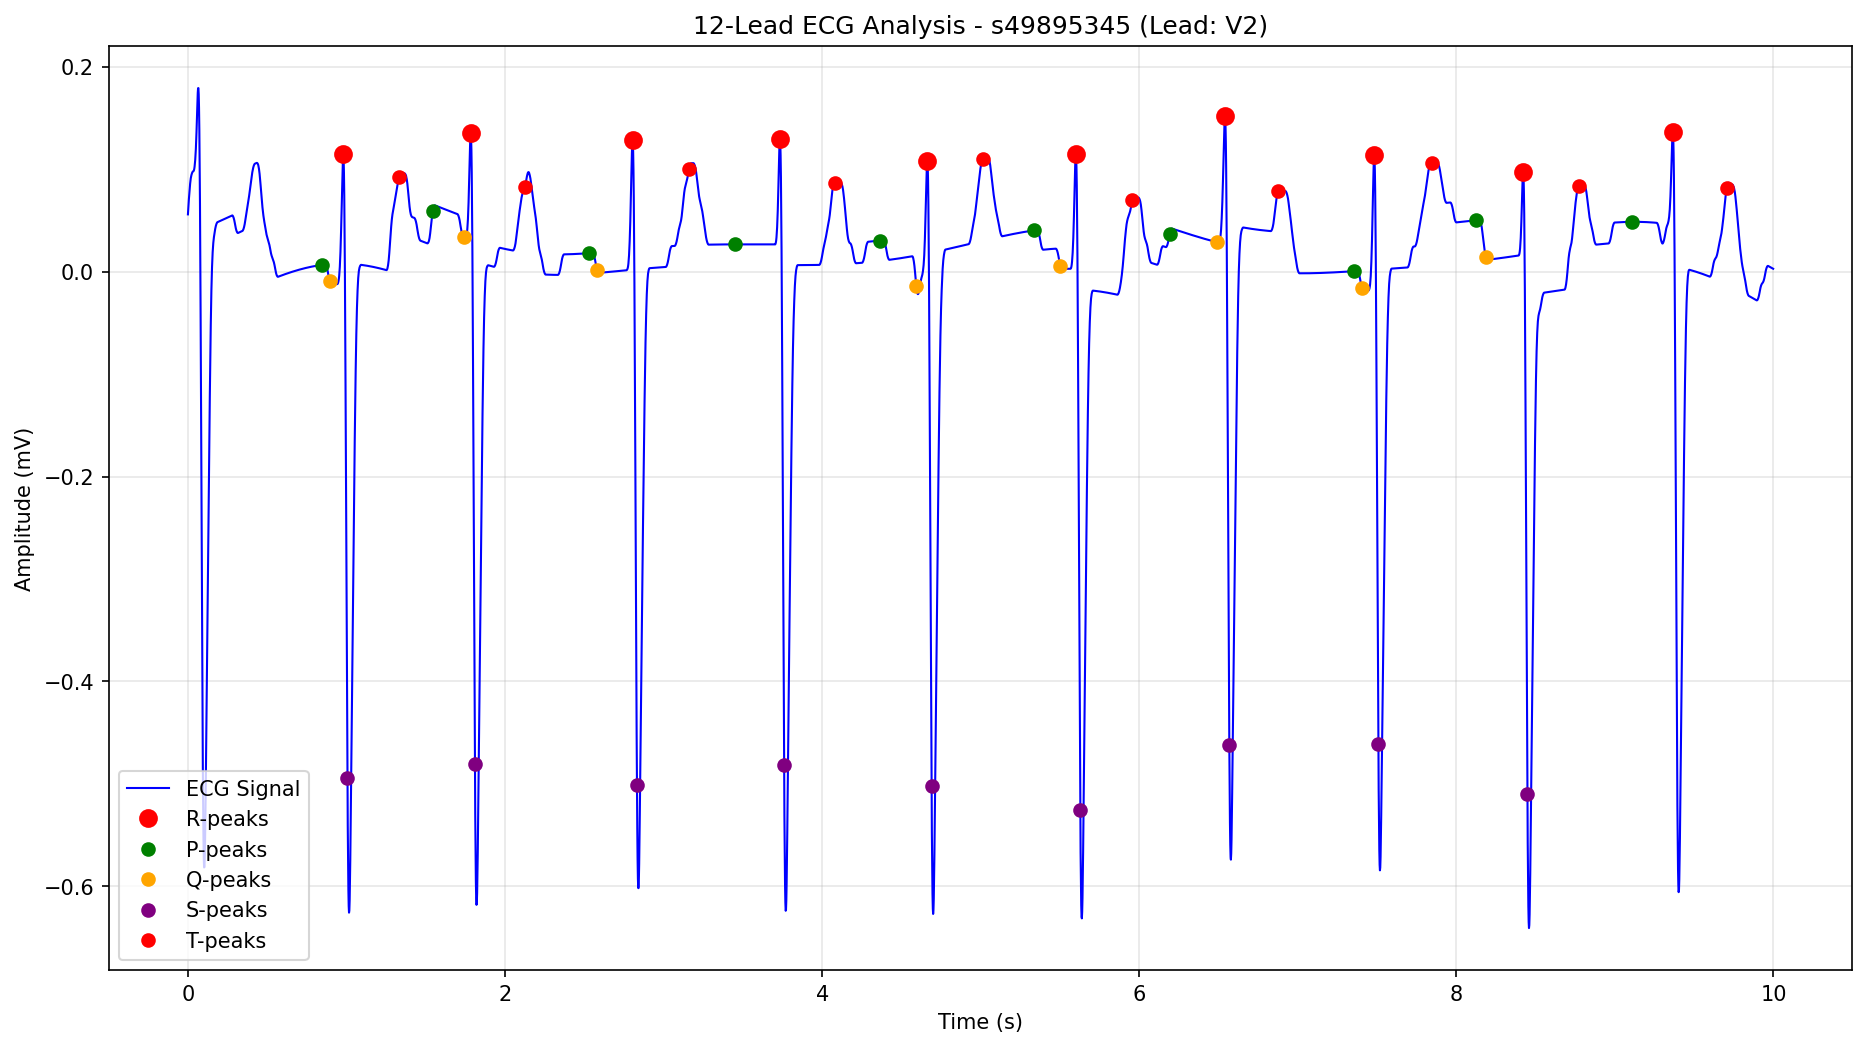 12-Lead ECG Analysis - s49895345 (Lead: V2)
Amplitude (mV)
0.2
0.0
−0.2
−0.4
−0.6
ECG Signal
R-peaks
P-peaks
Q-peaks
S-peaks
T-peaks
0 2 4 6 8 10
Time (s)